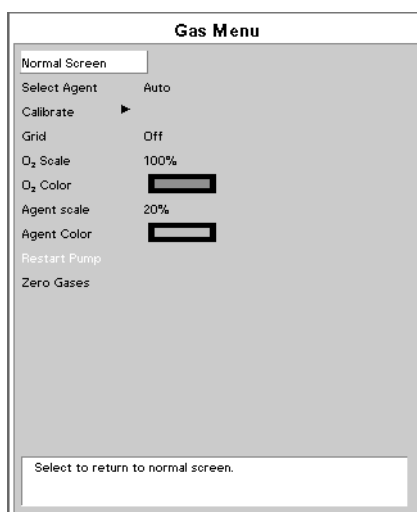 Gas Menu
Normal Screen
Select Agent Auto
Calibrate ►
Grid Off
O₂ Scale 100%
O₂ Color
Agent scale 20%
Agent Color
Restart Pump
Zero Gases
Select to return to normal screen.